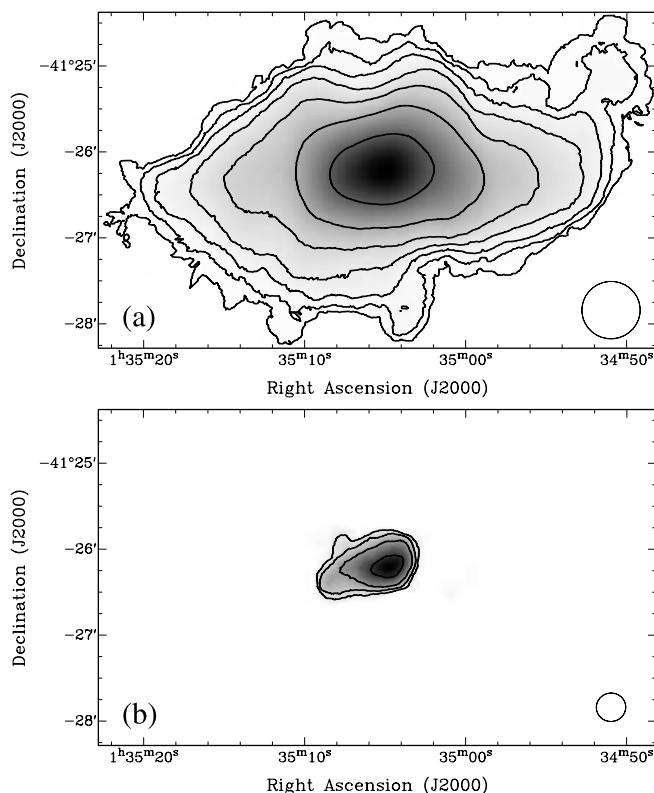 Declination (J2000)
−41°25′
−26′
−27′
−28′
(a)
1ʰ35ᵐ20ˢ 35ᵐ10ˢ 35ᵐ00ˢ 34ᵐ50ˢ
Right Ascension (J2000)
Declination (J2000)
−41°25′
−26′
−27′
−28′
(b)
1ʰ35ᵐ20ˢ 35ᵐ10ˢ 35ᵐ00ˢ 34ᵐ50ˢ
Right Ascension (J2000)